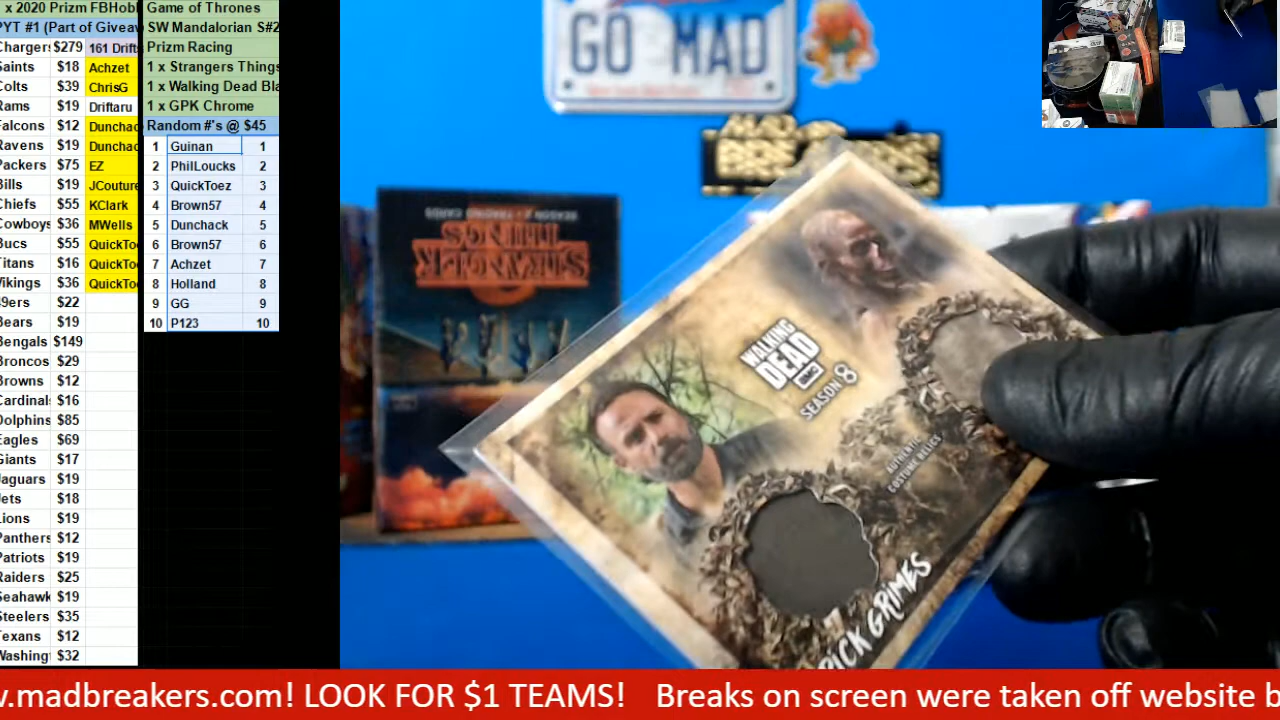 x 2020 Prizm FBHobl
PYT #1 (Part of Giveaw
Chargers $279 161 Drift
Saints $18 Achzet
Colts $39 ChrisG
Rams $19 Driftaru
Falcons $12 Dunchac
Ravens $19 Dunchac
Packers $75 EZ
Bills $19 JCouture
Chiefs $55 KClark
Cowboys $36 MWells
Bucs $55 QuickTo
Titans $16 QuickTo
Vikings $36 QuickTo
49ers $22
Bears $19
Bengals $149
Broncos $29
Browns $12
Cardinals $16
Dolphins $85
Eagles $69
Giants $17
Jaguars $19
Jets $18
Lions $19
Panthers $12
Patriots $19
Raiders $25
Seahawk $19
Steelers $35
Texans $12
Washing $32
Game of Thrones
SW Mandalorian S#2
Prizm Racing
1 x Strangers Things
1 x Walking Dead Bla
1 x GPK Chrome
Random #'s @ $45
1 Guinan 1
2 PhilLoucks 2
3 QuickToez 3
4 Brown57 4
5 Dunchack 5
6 Brown57 6
7 Achzet 7
8 Holland 8
9 GG 9
10 P123 10
GO MAD
STRANGER
THINGS
SEASON 2 TRADING CARDS
WALKING
DEAD
AMC
SEASON 8
AUTHENTIC
COSTUME RELICS
RICK GRIMES
w.madbreakers.com! LOOK FOR $1 TEAMS! Breaks on screen were taken off website b